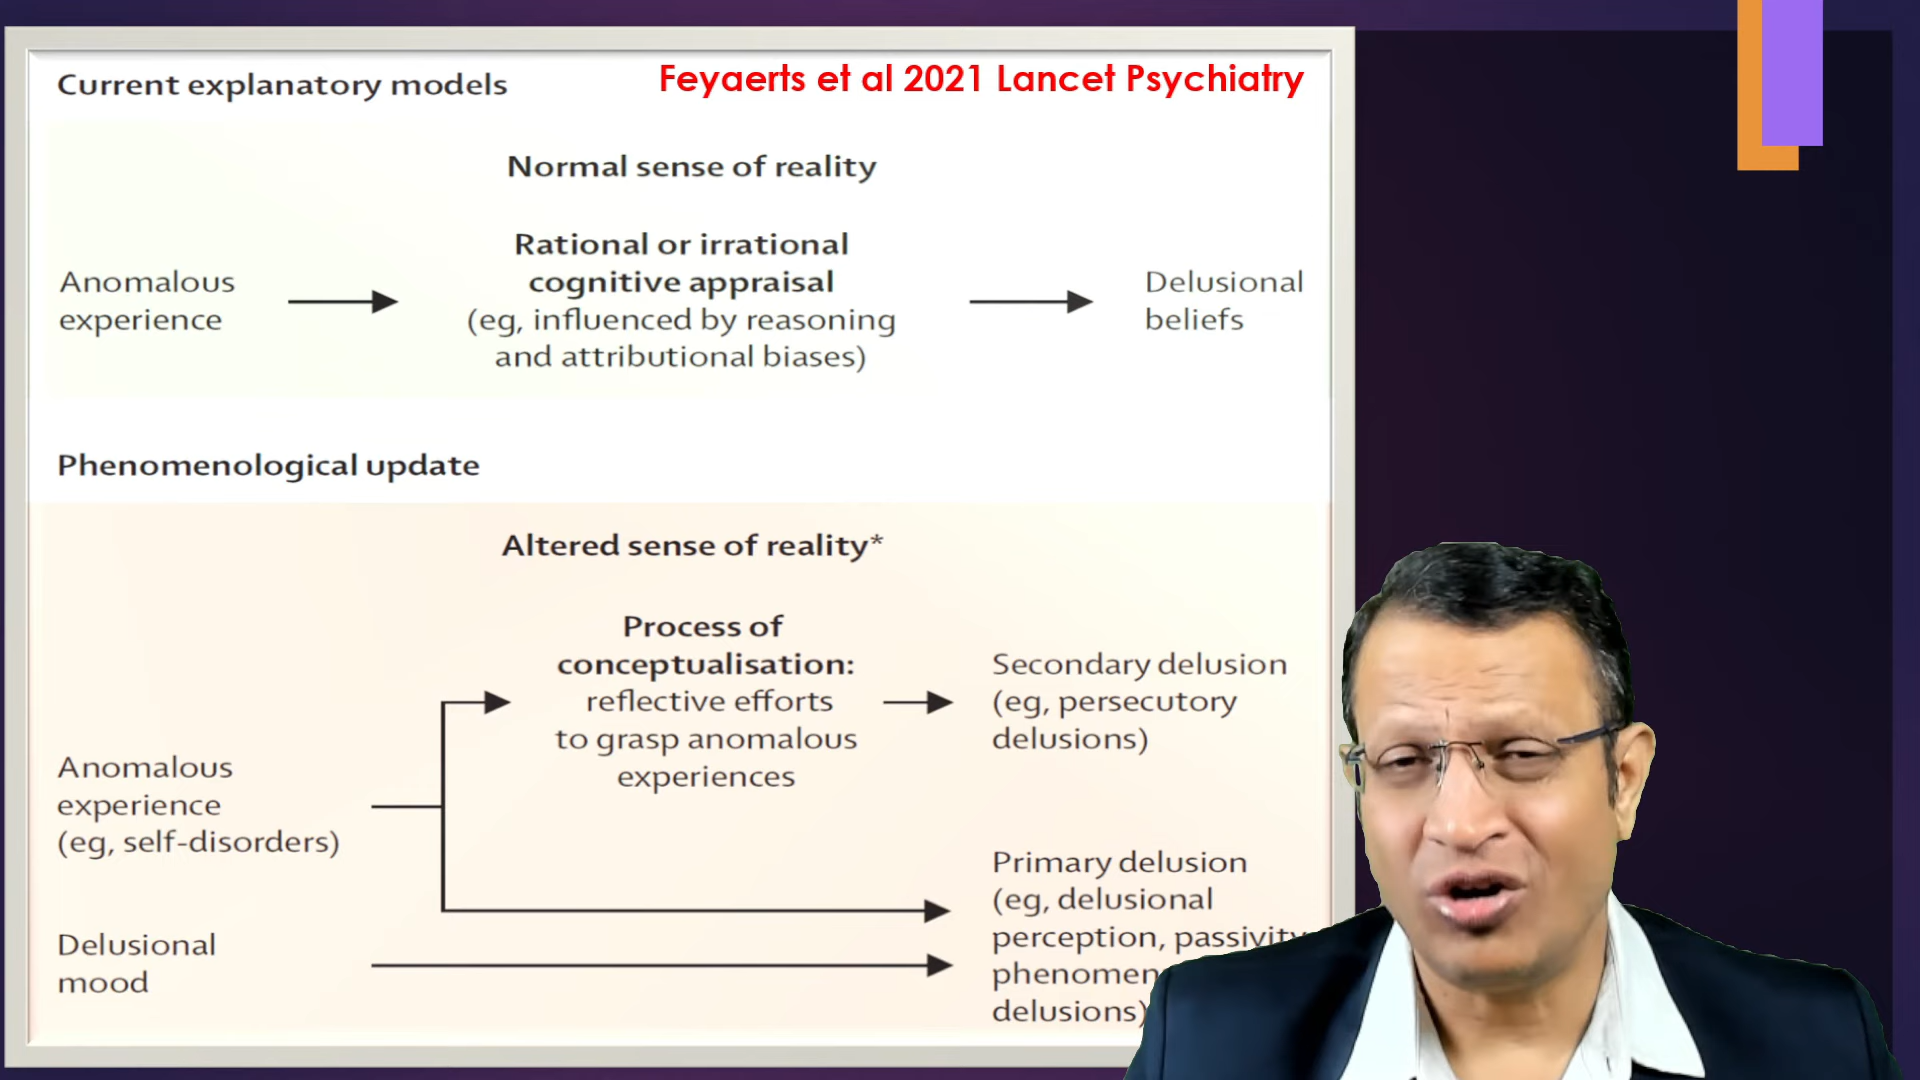 Current explanatory models
Feyaerts et al 2021 Lancet Psychiatry
Normal sense of reality
Anomalous
experience
Rational or irrational
cognitive appraisal
(eg, influenced by reasoning
and attributional biases)
Delusional
beliefs
Phenomenological update
Altered sense of reality*
Anomalous
experience
(eg, self-disorders)
Process of
conceptualisation:
reflective efforts
to grasp anomalous
experiences
Secondary delusion
(eg, persecutory
delusions)
Delusional
mood
Primary delusion
(eg, delusional
perception, passivity
delusions)